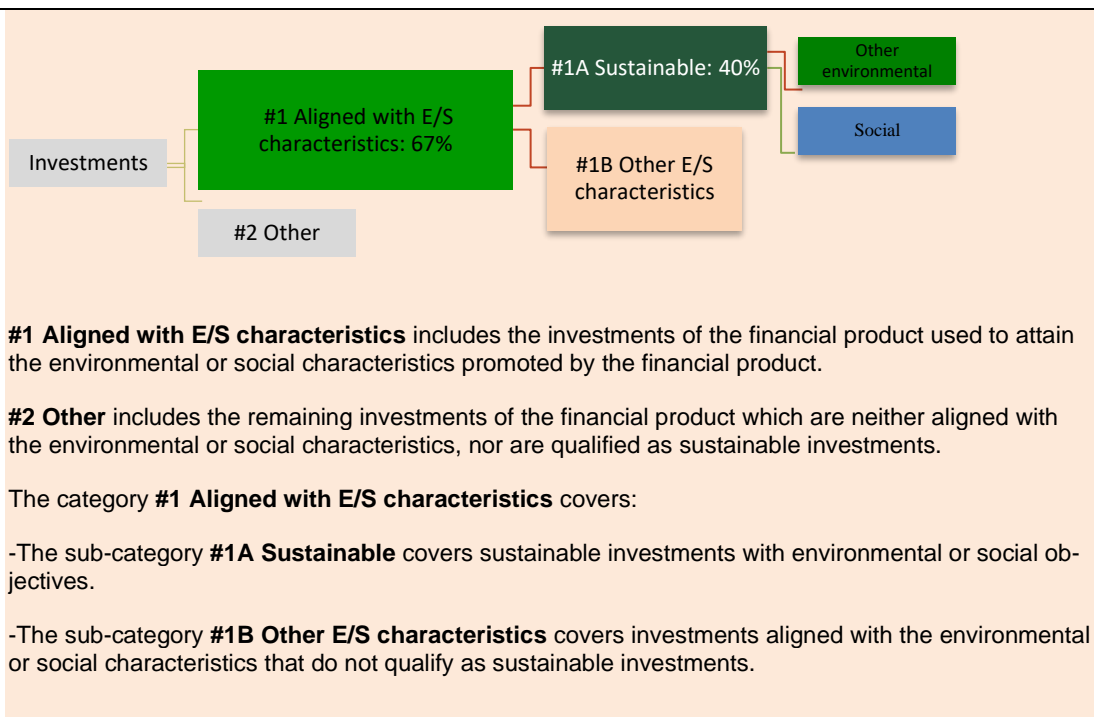 Investments
#1 Aligned with E/S
characteristics: 67%
#2 Other
#1A Sustainable: 40%
#1B Other E/S
characteristics
Other
environmental
Social
#1 Aligned with E/S characteristics includes the investments of the financial product used to attain
the environmental or social characteristics promoted by the financial product.
#2 Other includes the remaining investments of the financial product which are neither aligned with
the environmental or social characteristics, nor are qualified as sustainable investments.
The category #1 Aligned with E/S characteristics covers:
-The sub-category #1A Sustainable covers sustainable investments with environmental or social ob-
jectives.
-The sub-category #1B Other E/S characteristics covers investments aligned with the environmental
or social characteristics that do not qualify as sustainable investments.